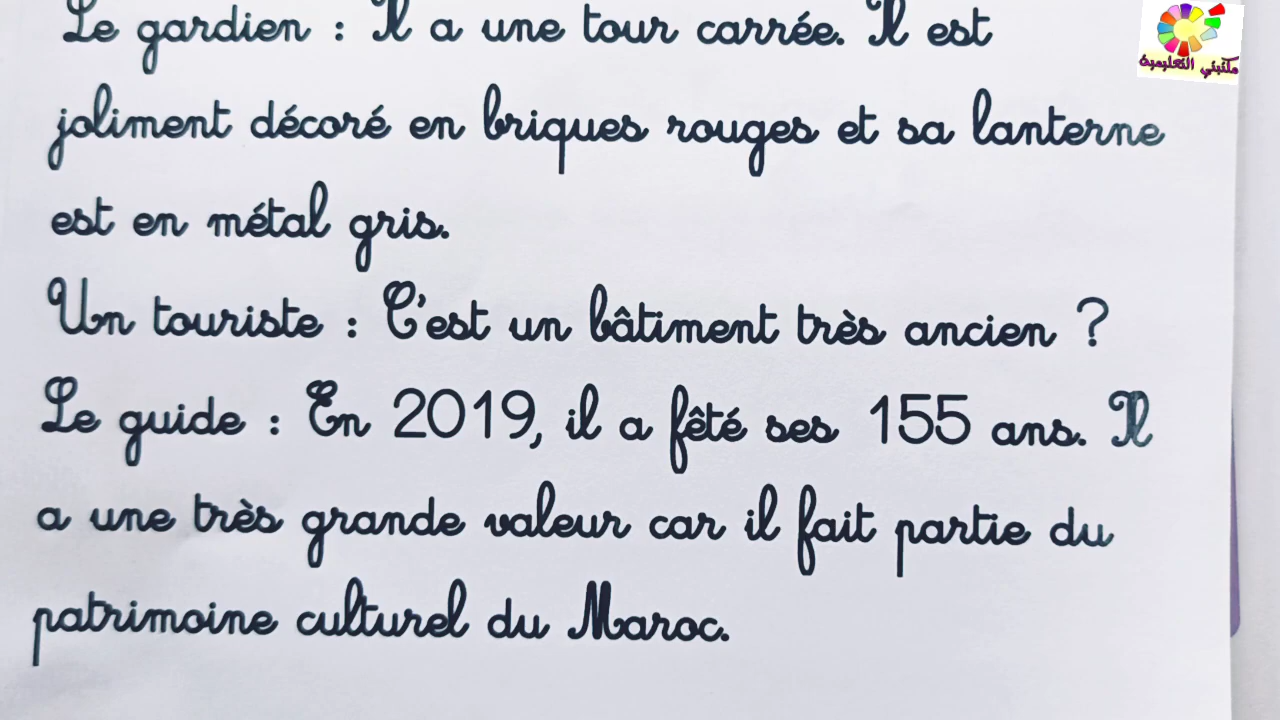 Le gardien : Il a une tour carrée. Il est
joliment décoré en briques rouges et sa lanterne
est en métal gris.
Un touriste : C'est un bâtiment très ancien ?
Le guide : En 2019, il a fêté ses 155 ans. Il
a une très grande valeur car il fait partie du
patrimoine culturel du Maroc.
مكتبتي التعليمية